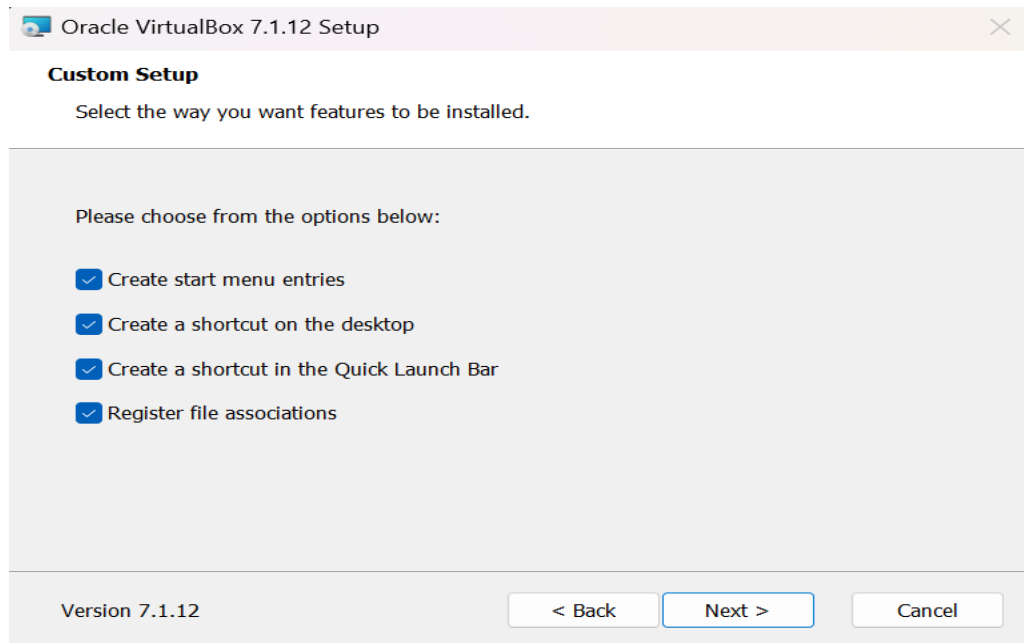 Oracle VirtualBox 7.1.12 Setup
Custom Setup
Select the way you want features to be installed.
Please choose from the options below:
Create start menu entries
Create a shortcut on the desktop
Create a shortcut in the Quick Launch Bar
Register file associations
Version 7.1.12
< Back
Next >
Cancel